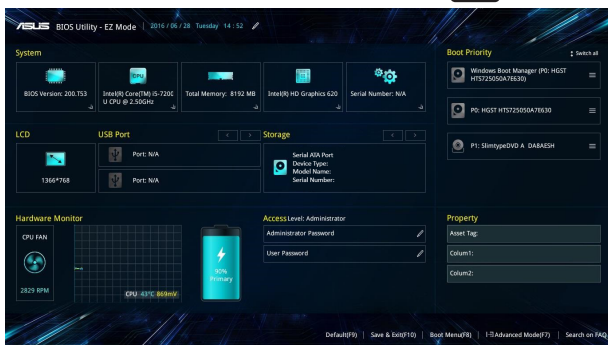 ASUS BIOS Utility - EZ Mode 2016 / 06 / 28 Tuesday 14 : 52
System
BIOS Version: 200.T53
CPU
Intel(R) Core(TM) i5-7200
U CPU @ 2.50GHz
Total Memory: 8192 MB
Intel(R) HD Graphics 620
Serial Number: N/A
Boot Priority
Switch all
Windows Boot Manager (P0: HGST
HTS725050A7E630)
P0: HGST HTS725050A7E630
P1: SlimtypeDVD A DA8AESH
LCD
1366*768
USB Port
< >
Port: N/A
Port: N/A
Storage
< >
Serial ATA Port
Device Type:
Model Name:
Serial Number:
Hardware Monitor
CPU FAN
2829 RPM
CPU 43°C 869mV
90%
Primary
Access Level: Administrator
Administrator Password
User Password
Property
Asset Tag:
Colum1:
Colum2:
Default(F9) | Save & Exit(F10) | Boot Menu(F8) | Advanced Mode(F7) | Search on FAQ